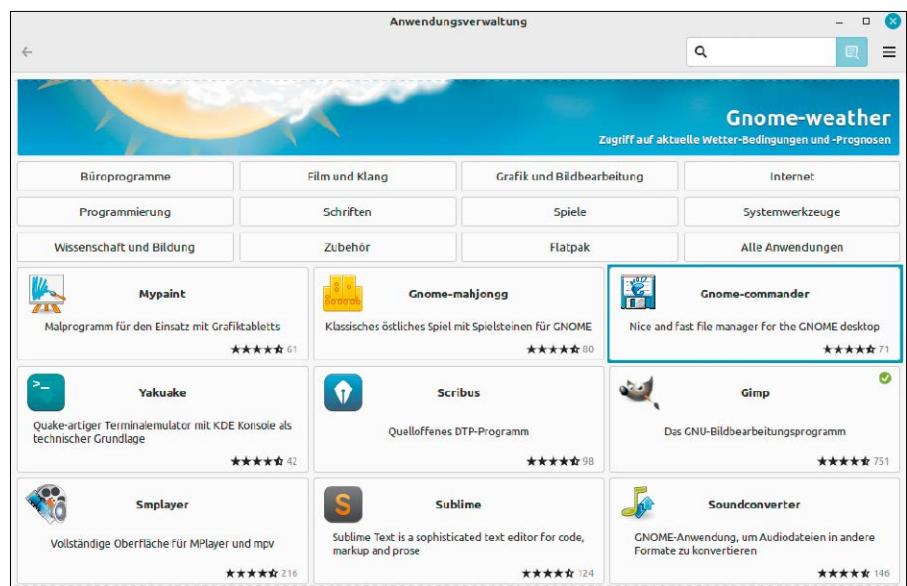 Anwendungsverwaltung
Gnome-weather
Zugriff auf aktuelle Wetter-Bedingungen und -Prognosen
Büroprogramme
Film und Klang
Grafik und Bildbearbeitung
Internet
Programmierung
Schriften
Spiele
Systemwerkzeuge
Wissenschaft und Bildung
Zubehör
Flatpak
Alle Anwendungen
Mypaint
Malprogramm für den Einsatz mit Grafiktabletts
61
Gnome-mahjongg
Klassisches östliches Spiel mit Spielsteinen für GNOME
80
Gnome-commander
Nice and fast file manager for the GNOME desktop
71
>_
Yakuake
Quake-artiger Terminalemulator mit KDE Konsole als
technischer Grundlage
42
Scribus
Quelloffenes DTP-Programm
98
Gimp
Das GNU-Bildbearbeitungsprogramm
751
Smplayer
Vollständige Oberfläche für MPlayer und mpv
216
S
Sublime
Sublime Text is a sophisticated text editor for code,
markup and prose
124
Soundconverter
GNOME-Anwendung, um Audiodateien in andere
Formate zu konvertieren
146